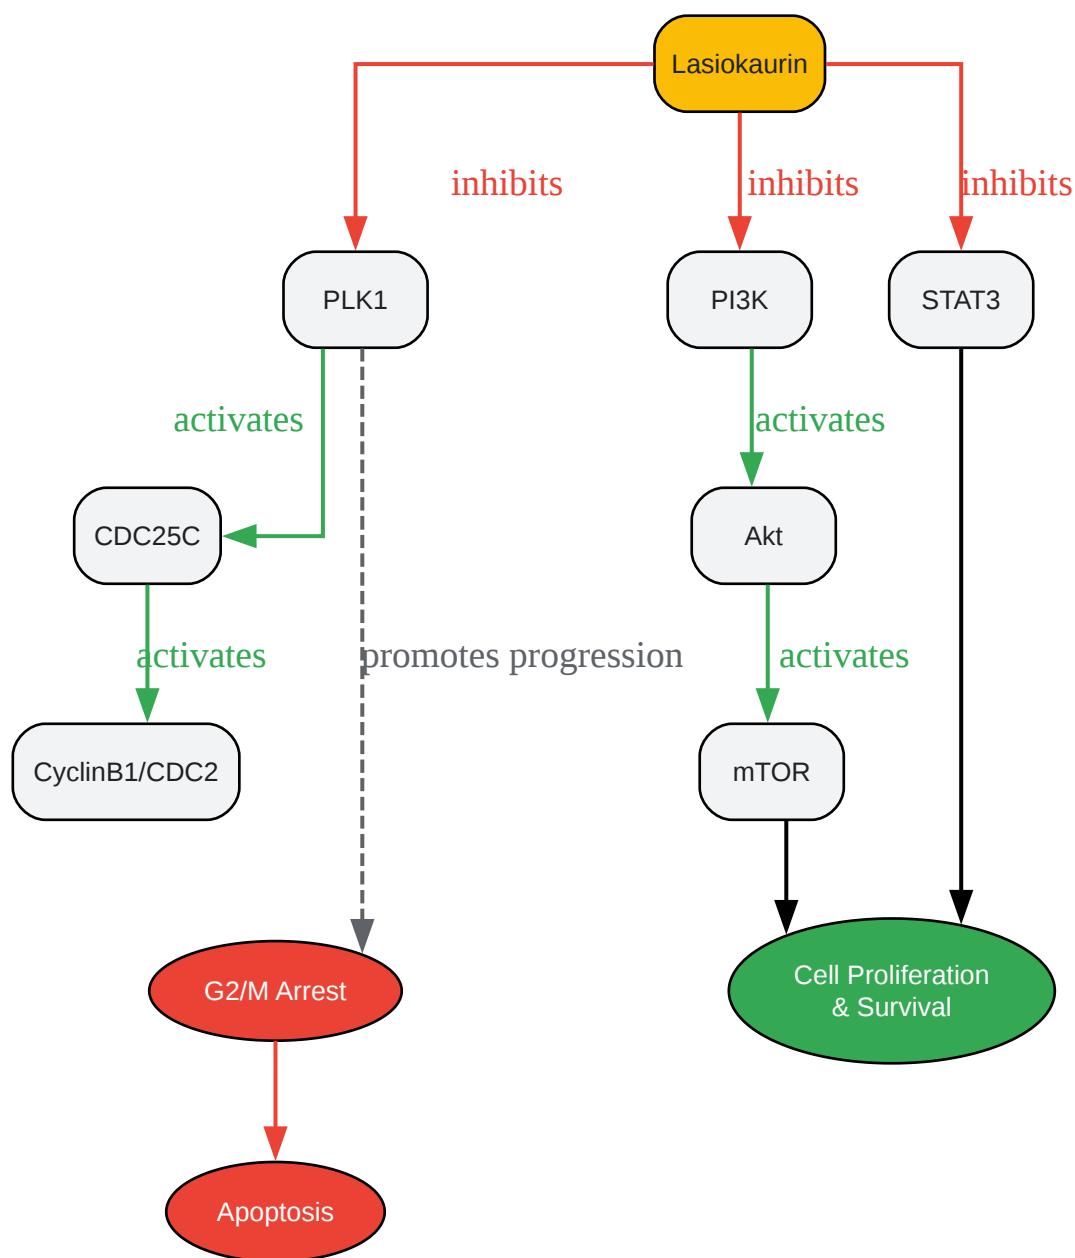 Lasiokaurin
inhibits
inhibits
inhibits
PLK1
PI3K
STAT3
activates
activates
CDC25C
Akt
activates
promotes progression
activates
CyclinB1/CDC2
mTOR
G2/M Arrest
Cell Proliferation
& Survival
Apoptosis